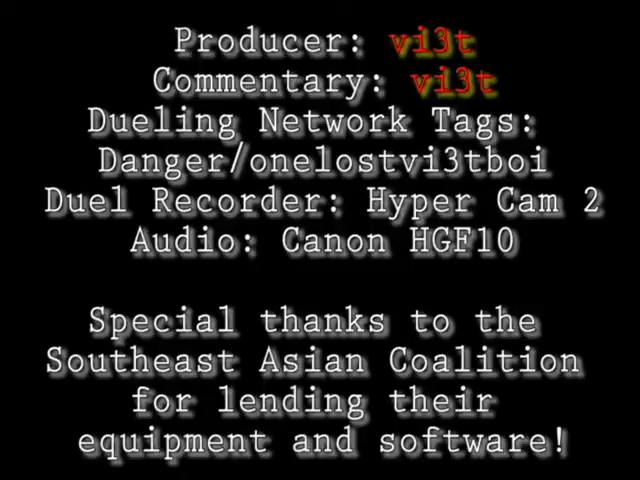 Producer: vi3t
Commentary: vi3t
Dueling Network Tags:
Danger/onelostvi3tboi
Duel Recorder: Hyper Cam 2
Audio: Canon HGF10
Special thanks to the
Southeast Asian Coalition
for lending their
equipment and software!